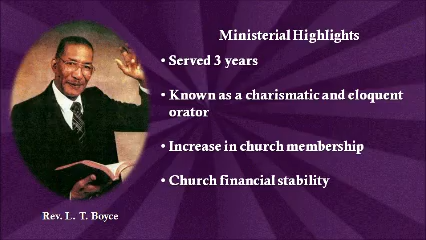 Ministerial Highlights
• Served 3 years
• Known as a charismatic and eloquent
orator
• Increase in church membership
• Church financial stability
Rev. L. T. Boyce